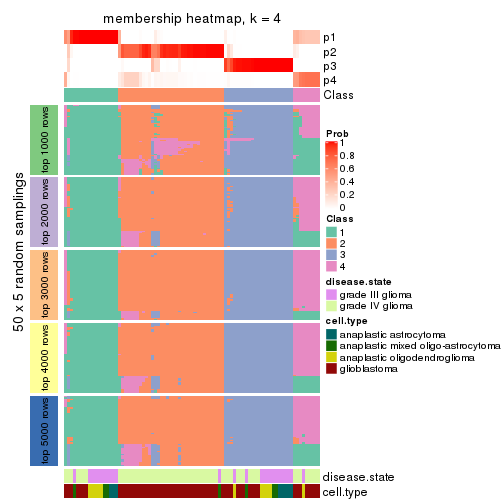 membership heatmap, k = 4
p1
p2
p3
p4
Class
50 x 5 random samplings
top 1000 rows
top 2000 rows
top 3000 rows
top 4000 rows
top 5000 rows
Prob
1
0.8
0.6
0.4
0.2
0
Class
1
2
3
4
disease.state
grade III glioma
grade IV glioma
cell.type
anaplastic astrocytoma
anaplastic mixed oligo-astrocytoma
anaplastic oligodendroglioma
glioblastoma
disease.state
cell.type